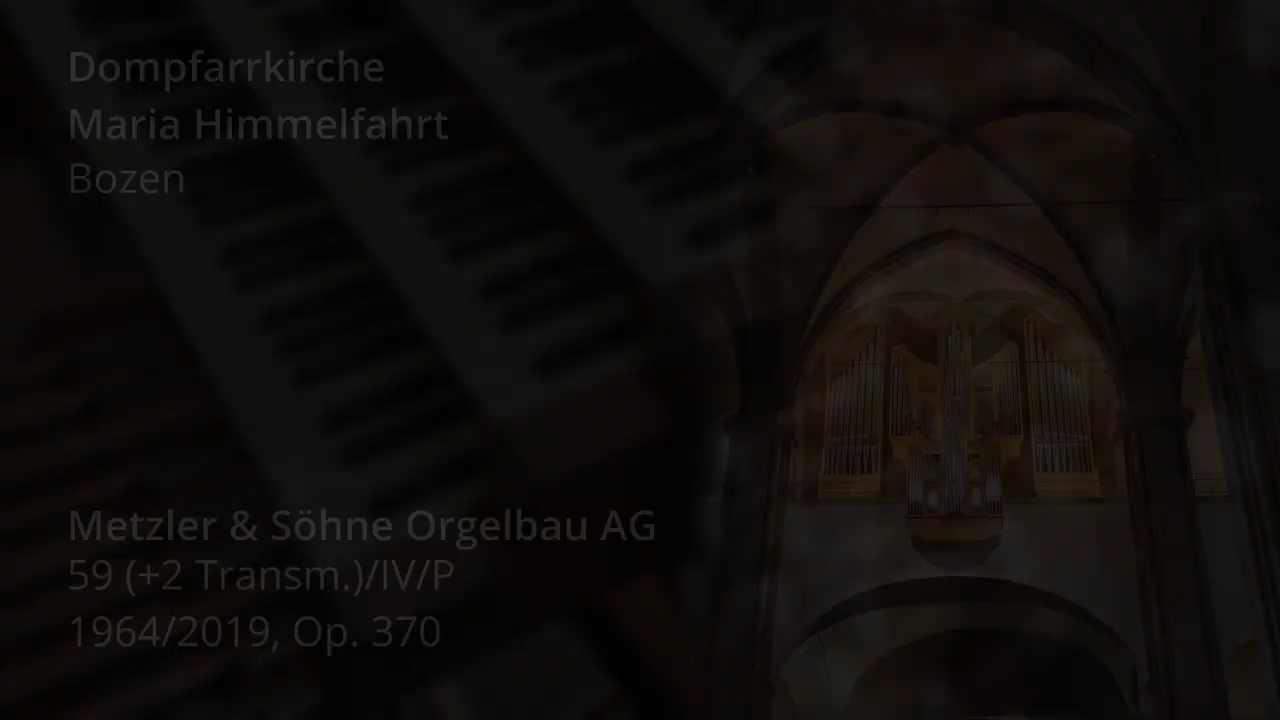 Dompfarrkirche
Maria Himmelfahrt
Bozen
Metzler & Söhne Orgelbau AG
59 (+2 Transm.)/IV/P
1964/2019, Op. 370